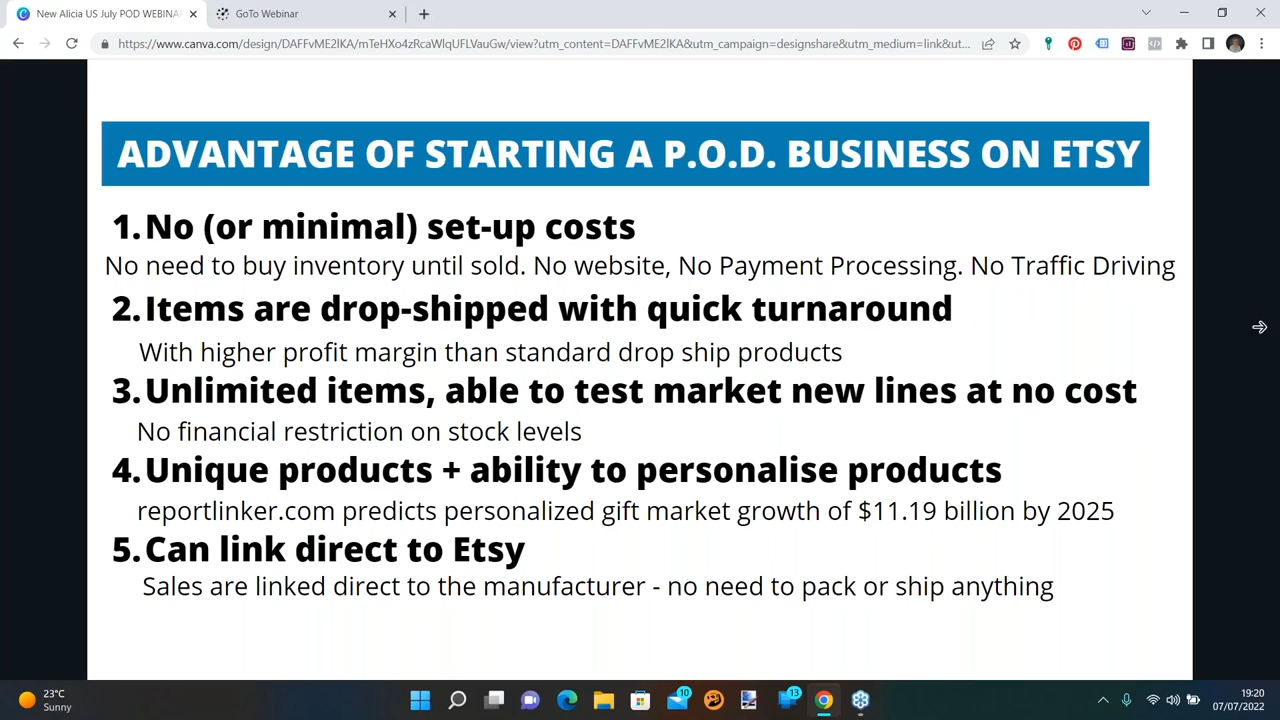 New Alicia US July POD WEBINAR
GoTo Webinar
https://www.canva.com/design/DAFFvME2lKA/mTeHXo4zRcaWlqtFLVauGw/view?utm_content=DAFFvME2lKA&utm_campaign=designshare&utm_medium=link&ut...
ADVANTAGE OF STARTING A P.O.D. BUSINESS ON ETSY
1. No (or minimal) set-up costs
No need to buy inventory until sold. No website, No Payment Processing. No Traffic Driving
2. Items are drop-shipped with quick turnaround
With higher profit margin than standard drop ship products
3. Unlimited items, able to test market new lines at no cost
No financial restriction on stock levels
4. Unique products + ability to personalise products
reportlinker.com predicts personalized gift market growth of $11.19 billion by 2025
5. Can link direct to Etsy
Sales are linked direct to the manufacturer - no need to pack or ship anything
23°C
Sunny
10
13
19:20
07/07/2022